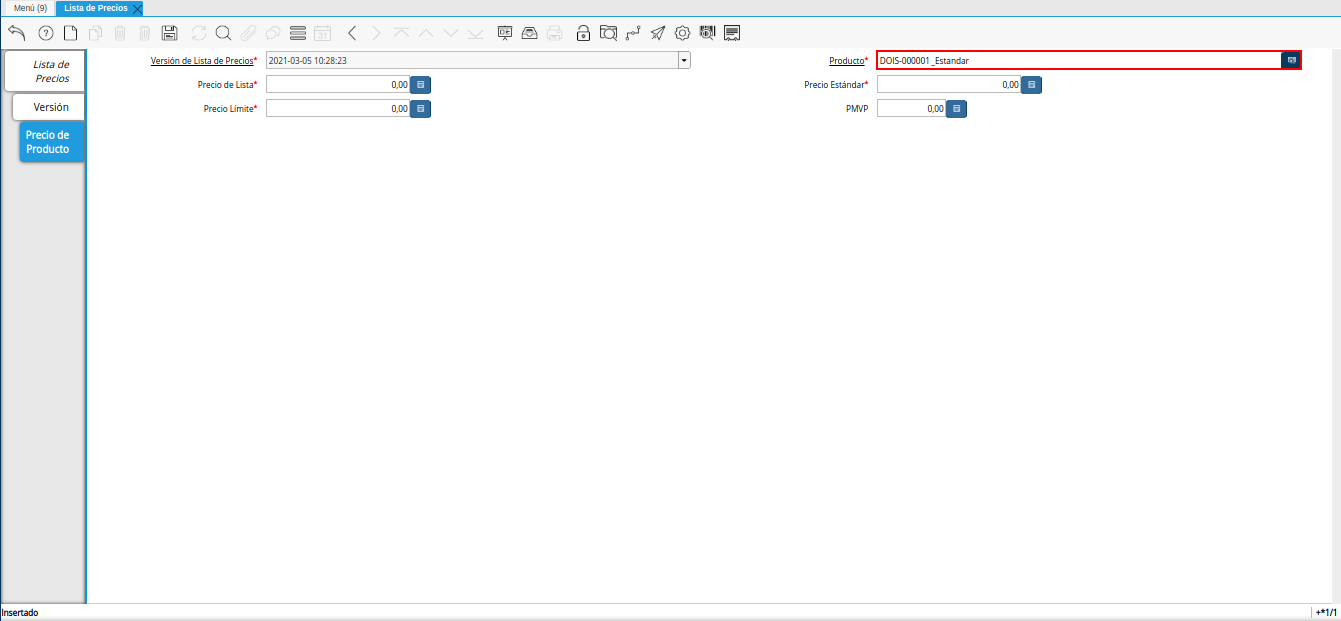 Menú (9) Lista de Precios
Lista de Precios
Versión
Precio de Producto
Versión de Lista de Precios* 2021-03-05 10:28:23 Producto* DOIS-000001_Estandar
Precio de Lista* 0,00 Precio Estándar* 0,00
Precio Límite* 0,00 PMVP 0,00
Insertado +*1/1